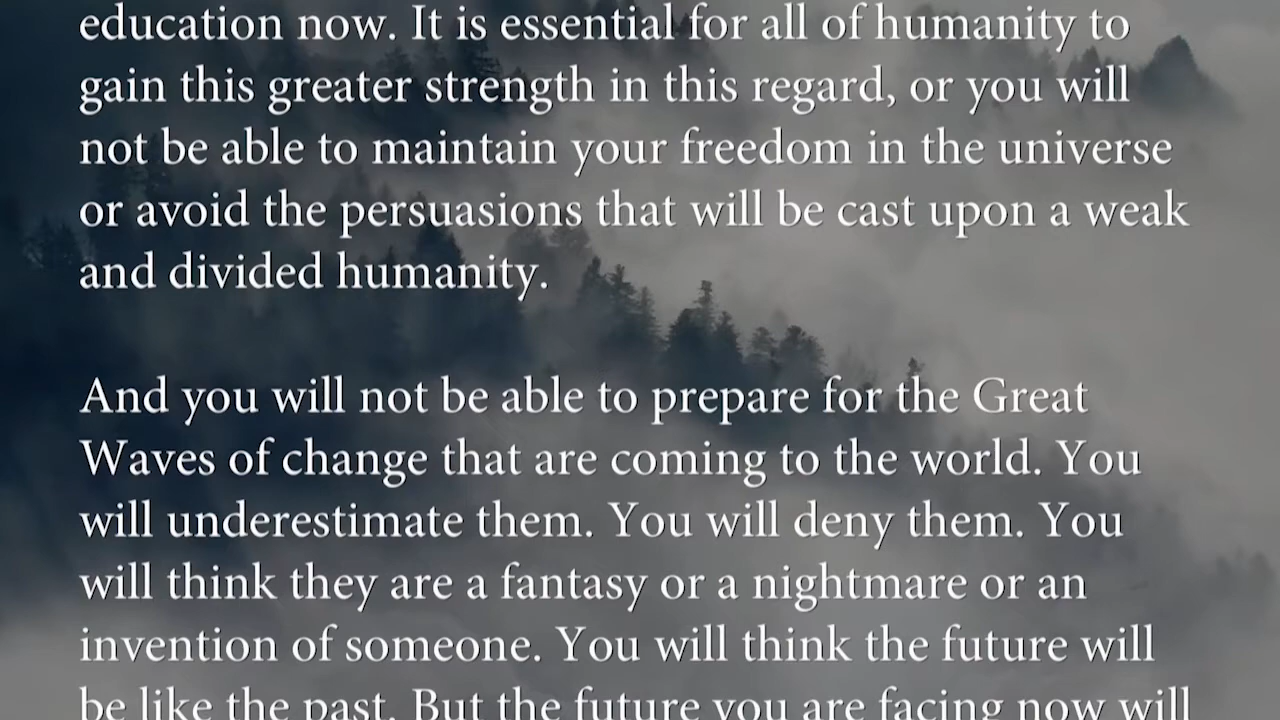 education now. It is essential for all of humanity to
gain this greater strength in this regard, or you will
not be able to maintain your freedom in the universe
or avoid the persuasions that will be cast upon a weak
and divided humanity.
And you will not be able to prepare for the Great
Waves of change that are coming to the world. You
will underestimate them. You will deny them. You
will think they are a fantasy or a nightmare or an
invention of someone. You will think the future will
be like the past. But the future you are facing now will